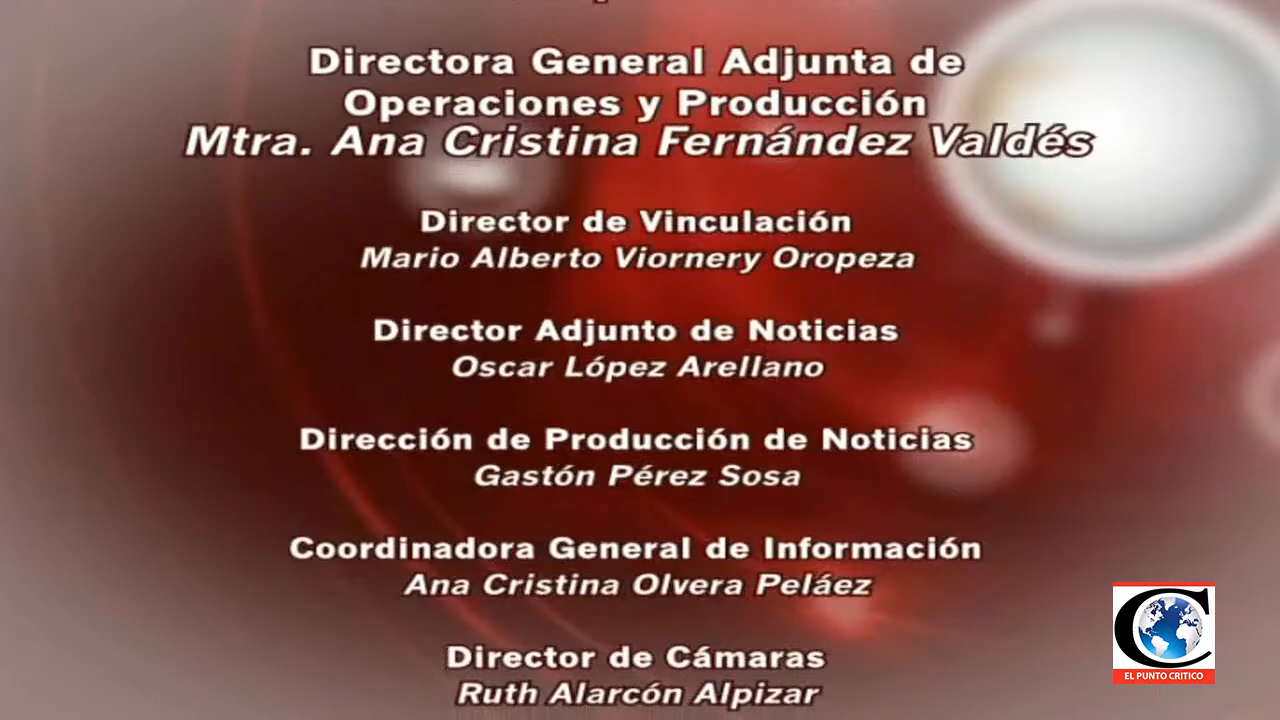 Directora General Adjunta de
Operaciones y Producción
Mtra. Ana Cristina Fernández Valdés
Director de Vinculación
Mario Alberto Viornery Oropeza
Director Adjunto de Noticias
Oscar López Arellano
Dirección de Producción de Noticias
Gastón Pérez Sosa
Coordinadora General de Información
Ana Cristina Olvera Peláez
Director de Cámaras
Ruth Alarcón Alpizar
C
EL PUNTO CRITICO